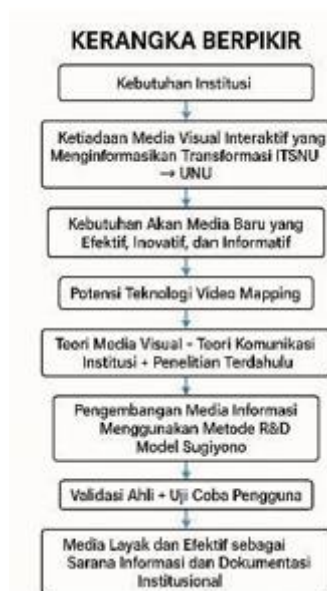 KERANGKA BERPIKIR
Kebutuhan Institusi
Ketiadaan Media Visual Interaktif yang
Menginformasikan Transformasi ITSNU
→ UNU
Kebutuhan Akan Media Baru yang
Efektif, Inovatif, dan Informatif
Potensi Teknologi Video Mapping
Teori Media Visual - Teori Komunikasi
Institusi + Penelitian Terdahulu
Pengembangan Media Informasi
Menggunakan Metode R&D
Model Sugiyono
Validasi Ahli + Uji Coba Pengguna
Media Layak dan Efektif sebagai
Sarana Informasi dan Dokumentasi
Institusional